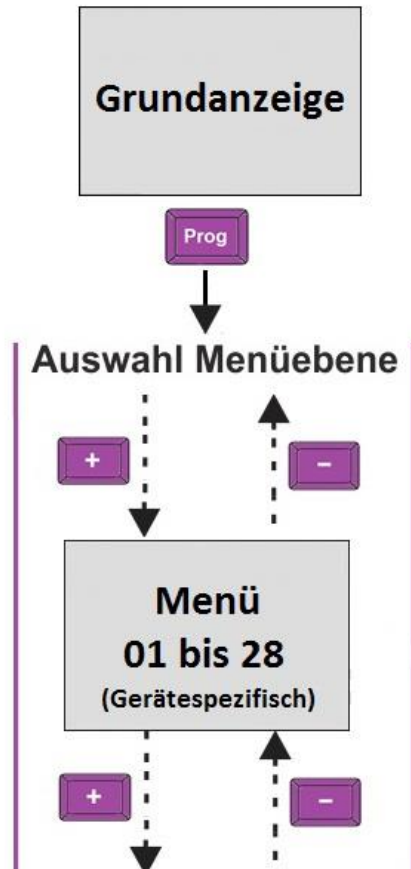 Grundanzeige
Prog
Auswahl Menüebene
+ −
Menü
01 bis 28
(Gerätespezifisch)
+ −